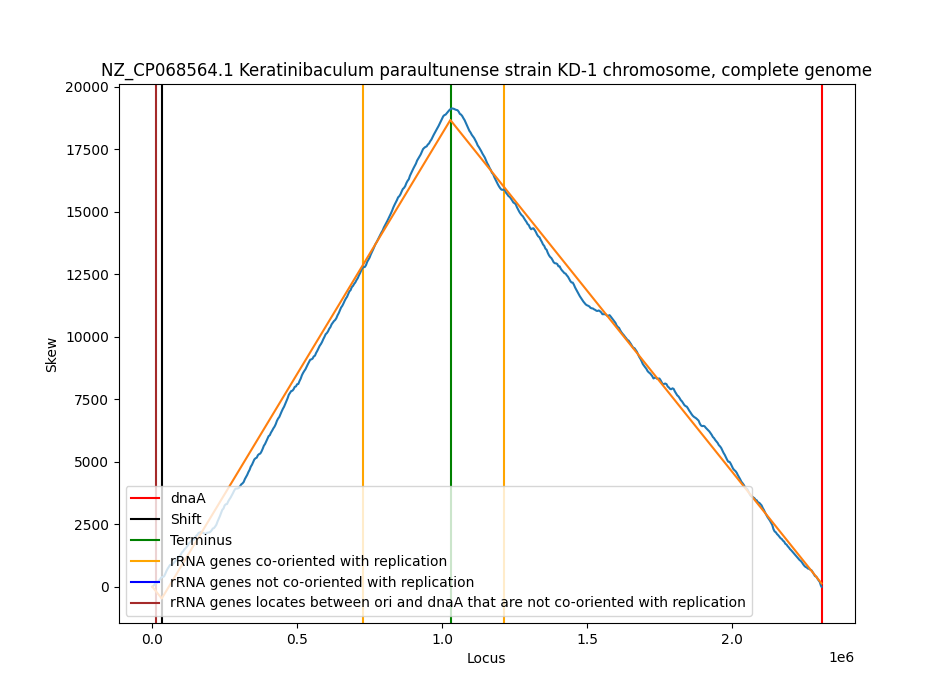 NZ_CP068564.1 Keratinibaculum paraultunense strain KD-1 chromosome, complete genome
20000
17500
15000
12500
10000
7500
5000
2500
0
Skew
dnaA
Shift
Terminus
rRNA genes co-oriented with replication
rRNA genes not co-oriented with replication
rRNA genes locates between ori and dnaA that are not co-oriented with replication
0.0 0.5 1.0 1.5 2.0
1e6
Locus